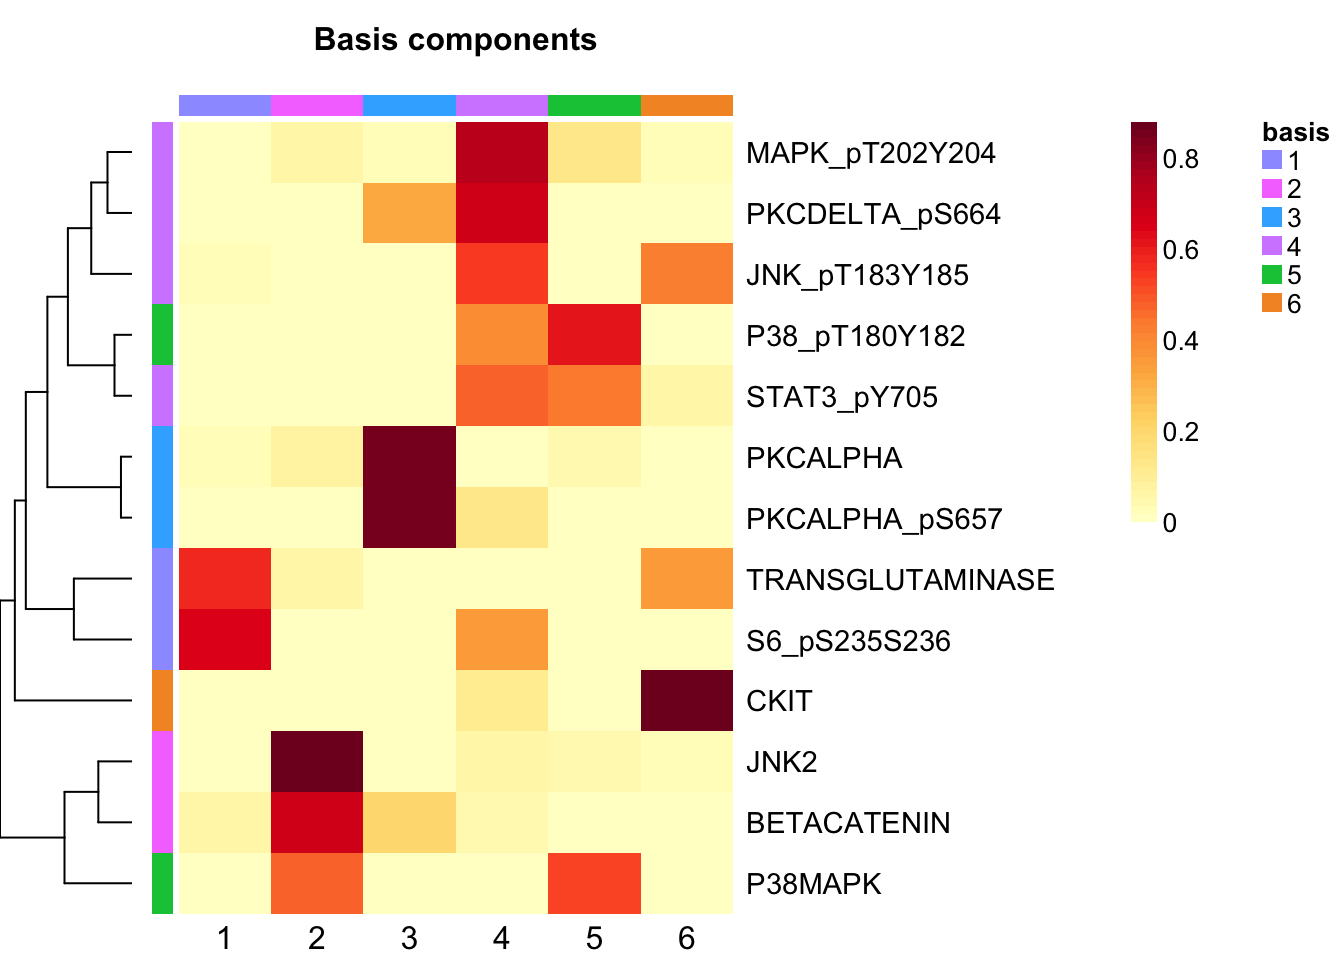 Basis components
MAPK_pT202Y204
PKCDELTA_pS664
JNK_pT183Y185
P38_pT180Y182
STAT3_pY705
PKCALPHA
PKCALPHA_pS657
TRANSGLUTAMINASE
S6_pS235S236
CKIT
JNK2
BETACATENIN
P38MAPK
1 2 3 4 5 6
0.8
0.6
0.4
0.2
0
basis
1
2
3
4
5
6